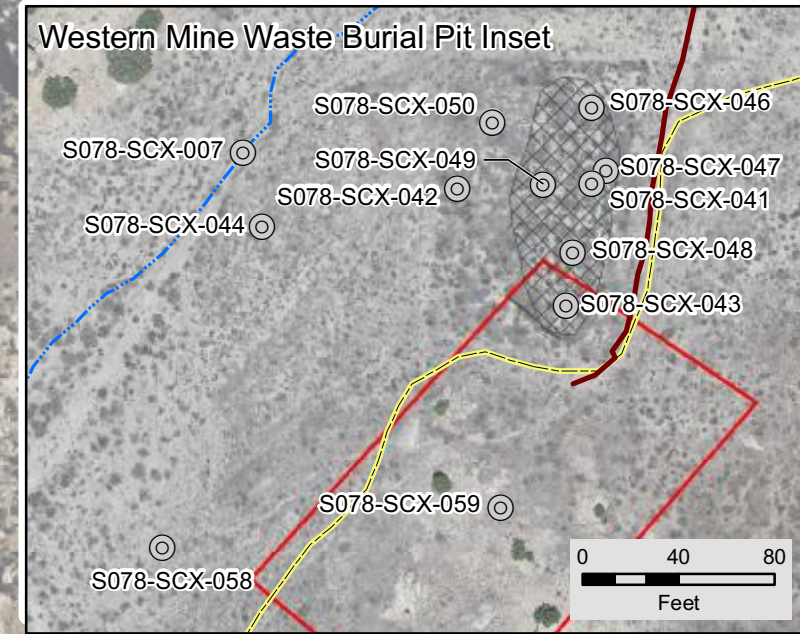 Western Mine Waste Burial Pit Inset
S078-SCX-046
S078-SCX-050
S078-SCX-007
S078-SCX-049
S078-SCX-047
S078-SCX-042
S078-SCX-041
S078-SCX-044
S078-SCX-048
S078-SCX-043
S078-SCX-059
S078-SCX-058
0 40 80
Feet